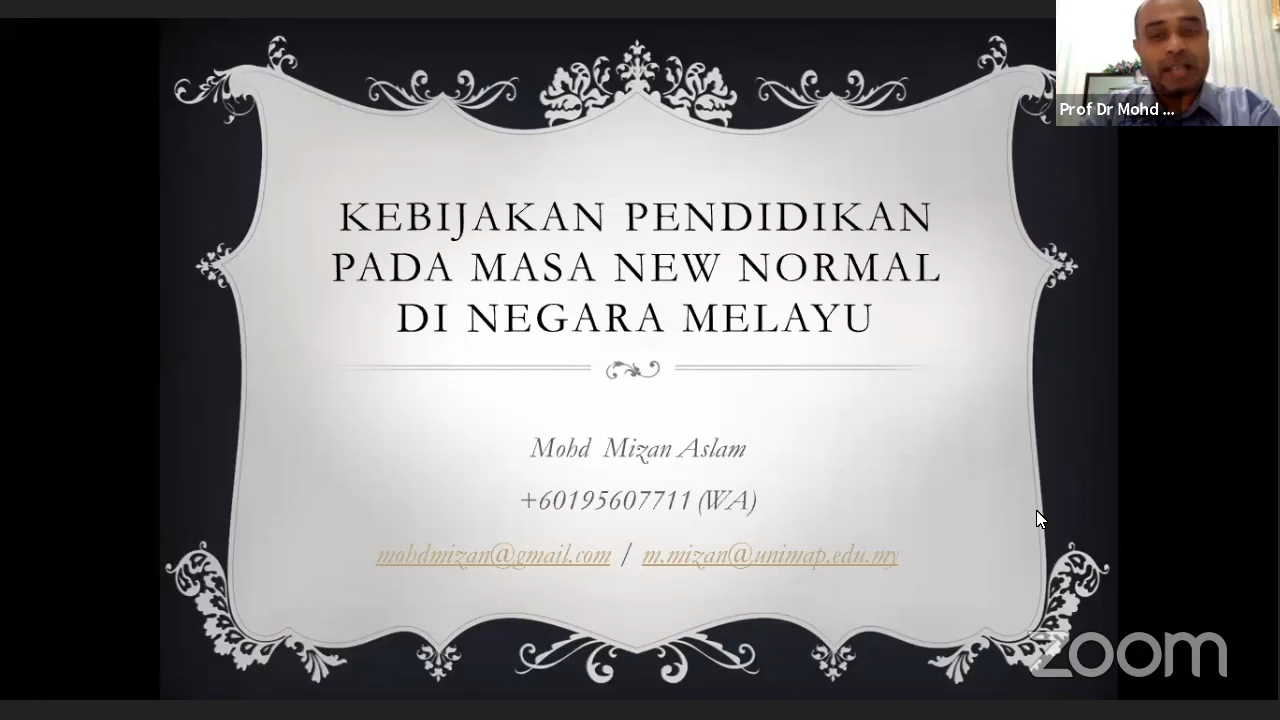 Prof Dr Mohd ...
KEBIJAKAN PENDIDIKAN
PADA MASA NEW NORMAL
DI NEGARA MELAYU
Mohd Mizan Aslam
+60195607711 (WA)
mohdmizan@gmail.com / m.mizan@unimap.edu.my
zoom